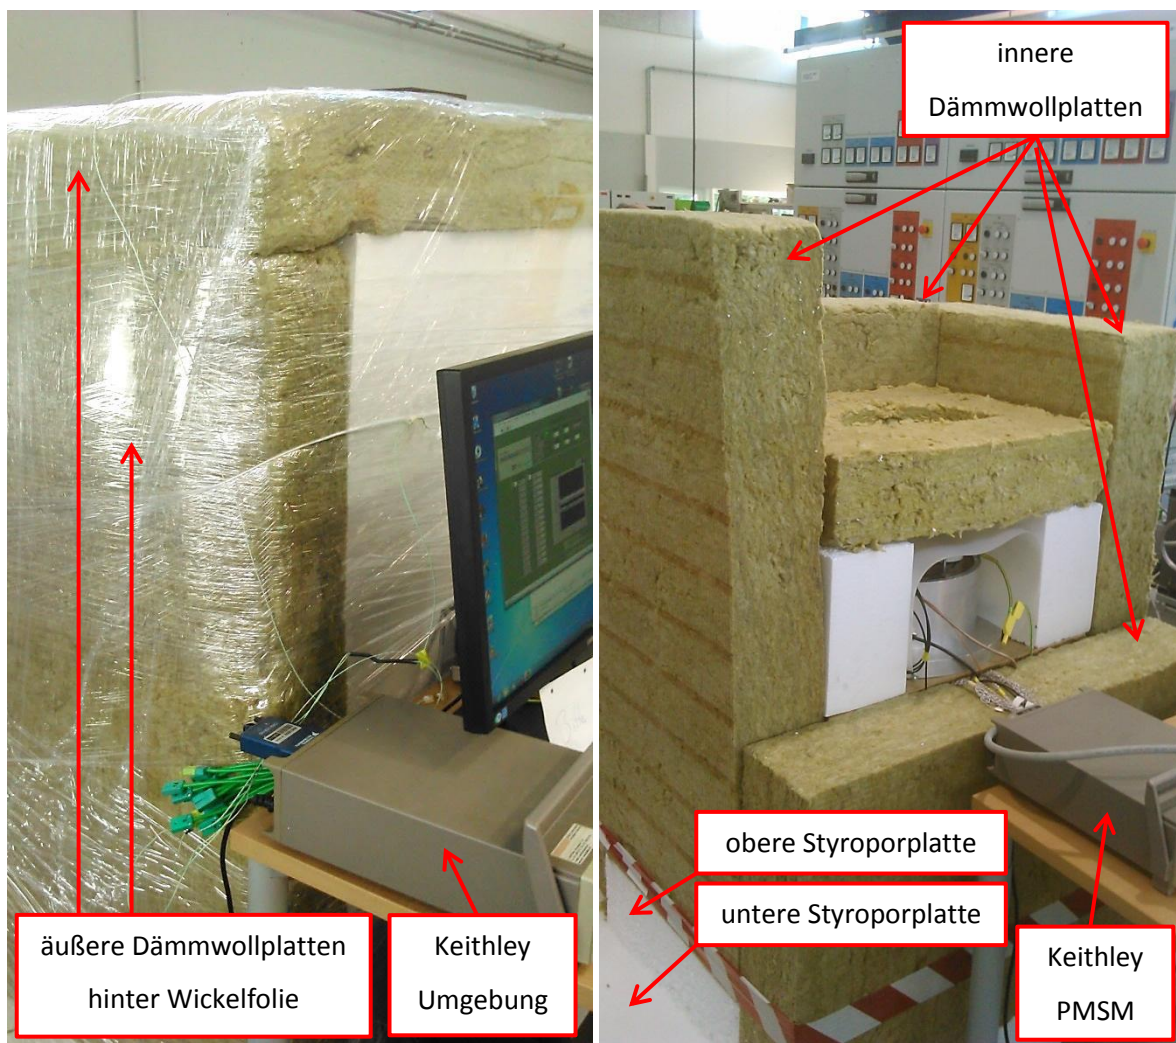 äußere Dämmwollplatten
hinter Wickelfolie
Keithley
Umgebung
innere
Dämmwollplatten
obere Styroporplatte
untere Styroporplatte
Keithley
PMSM